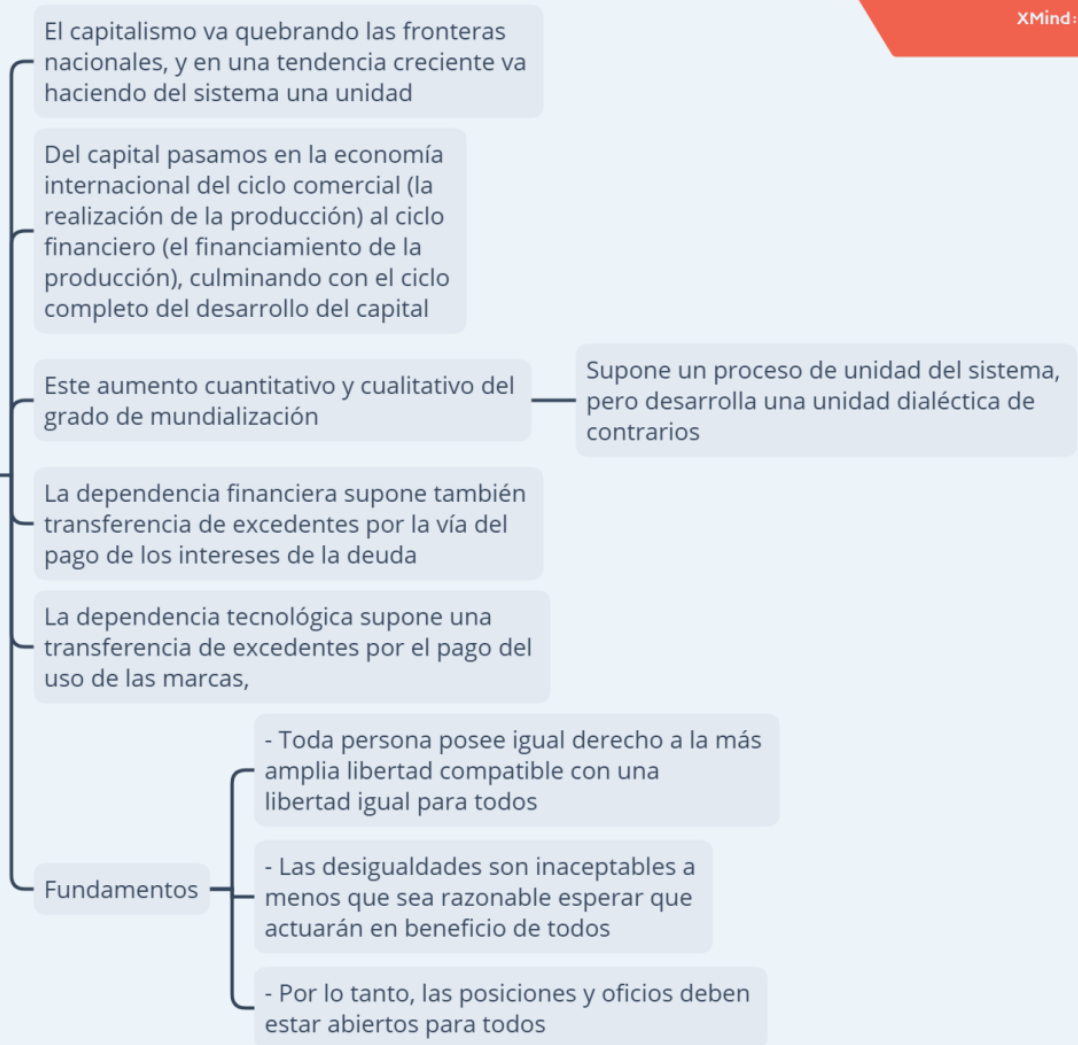 XMind:
El capitalismo va quebrando las fronteras
nacionales, y en una tendencia creciente va
haciendo del sistema una unidad
Del capital pasamos en la economía
internacional del ciclo comercial (la
realización de la producción) al ciclo
financiero (el financiamiento de la
producción), culminando con el ciclo
completo del desarrollo del capital
Este aumento cuantitativo y cualitativo del
grado de mundialización
Supone un proceso de unidad del sistema,
pero desarrolla una unidad dialéctica de
contrarios
La dependencia financiera supone también
transferencia de excedentes por la vía del
pago de los intereses de la deuda
La dependencia tecnológica supone una
transferencia de excedentes por el pago del
uso de las marcas,
Fundamentos
- Toda persona posee igual derecho a la más
amplia libertad compatible con una
libertad igual para todos
- Las desigualdades son inaceptables a
menos que sea razonable esperar que
actuarán en beneficio de todos
- Por lo tanto, las posiciones y oficios deben
estar abiertos para todos